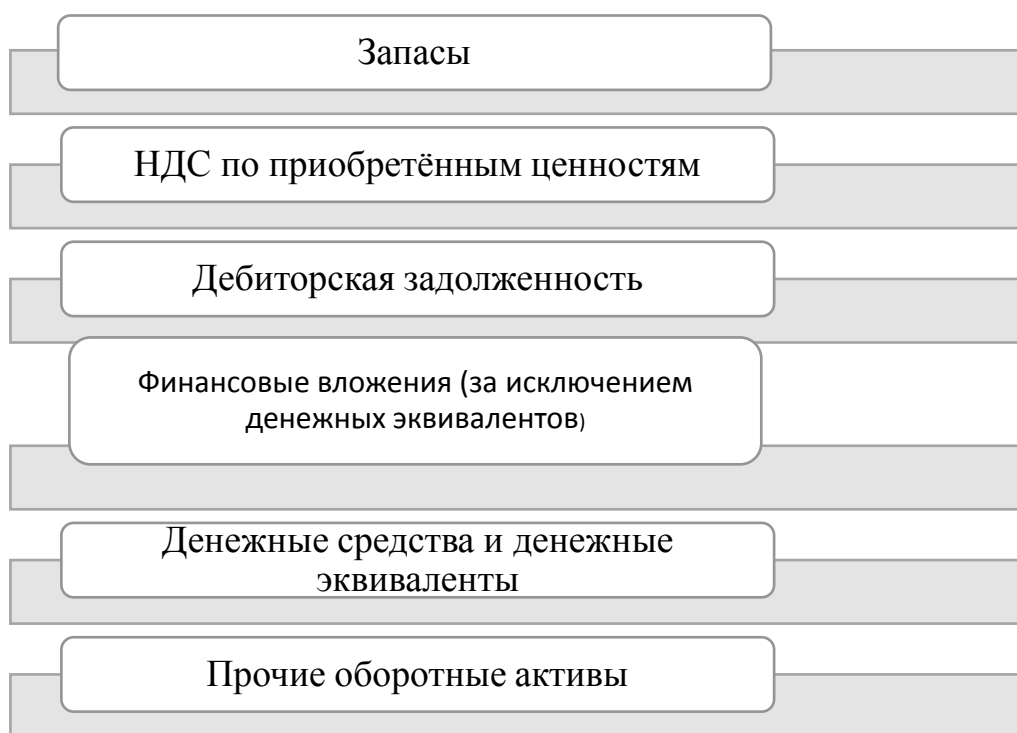 Запасы
НДС по приобретённым ценностям
Дебиторская задолженность
Финансовые вложения (за исключением
денежных эквивалентов)
Денежные средства и денежные
эквиваленты
Прочие оборотные активы